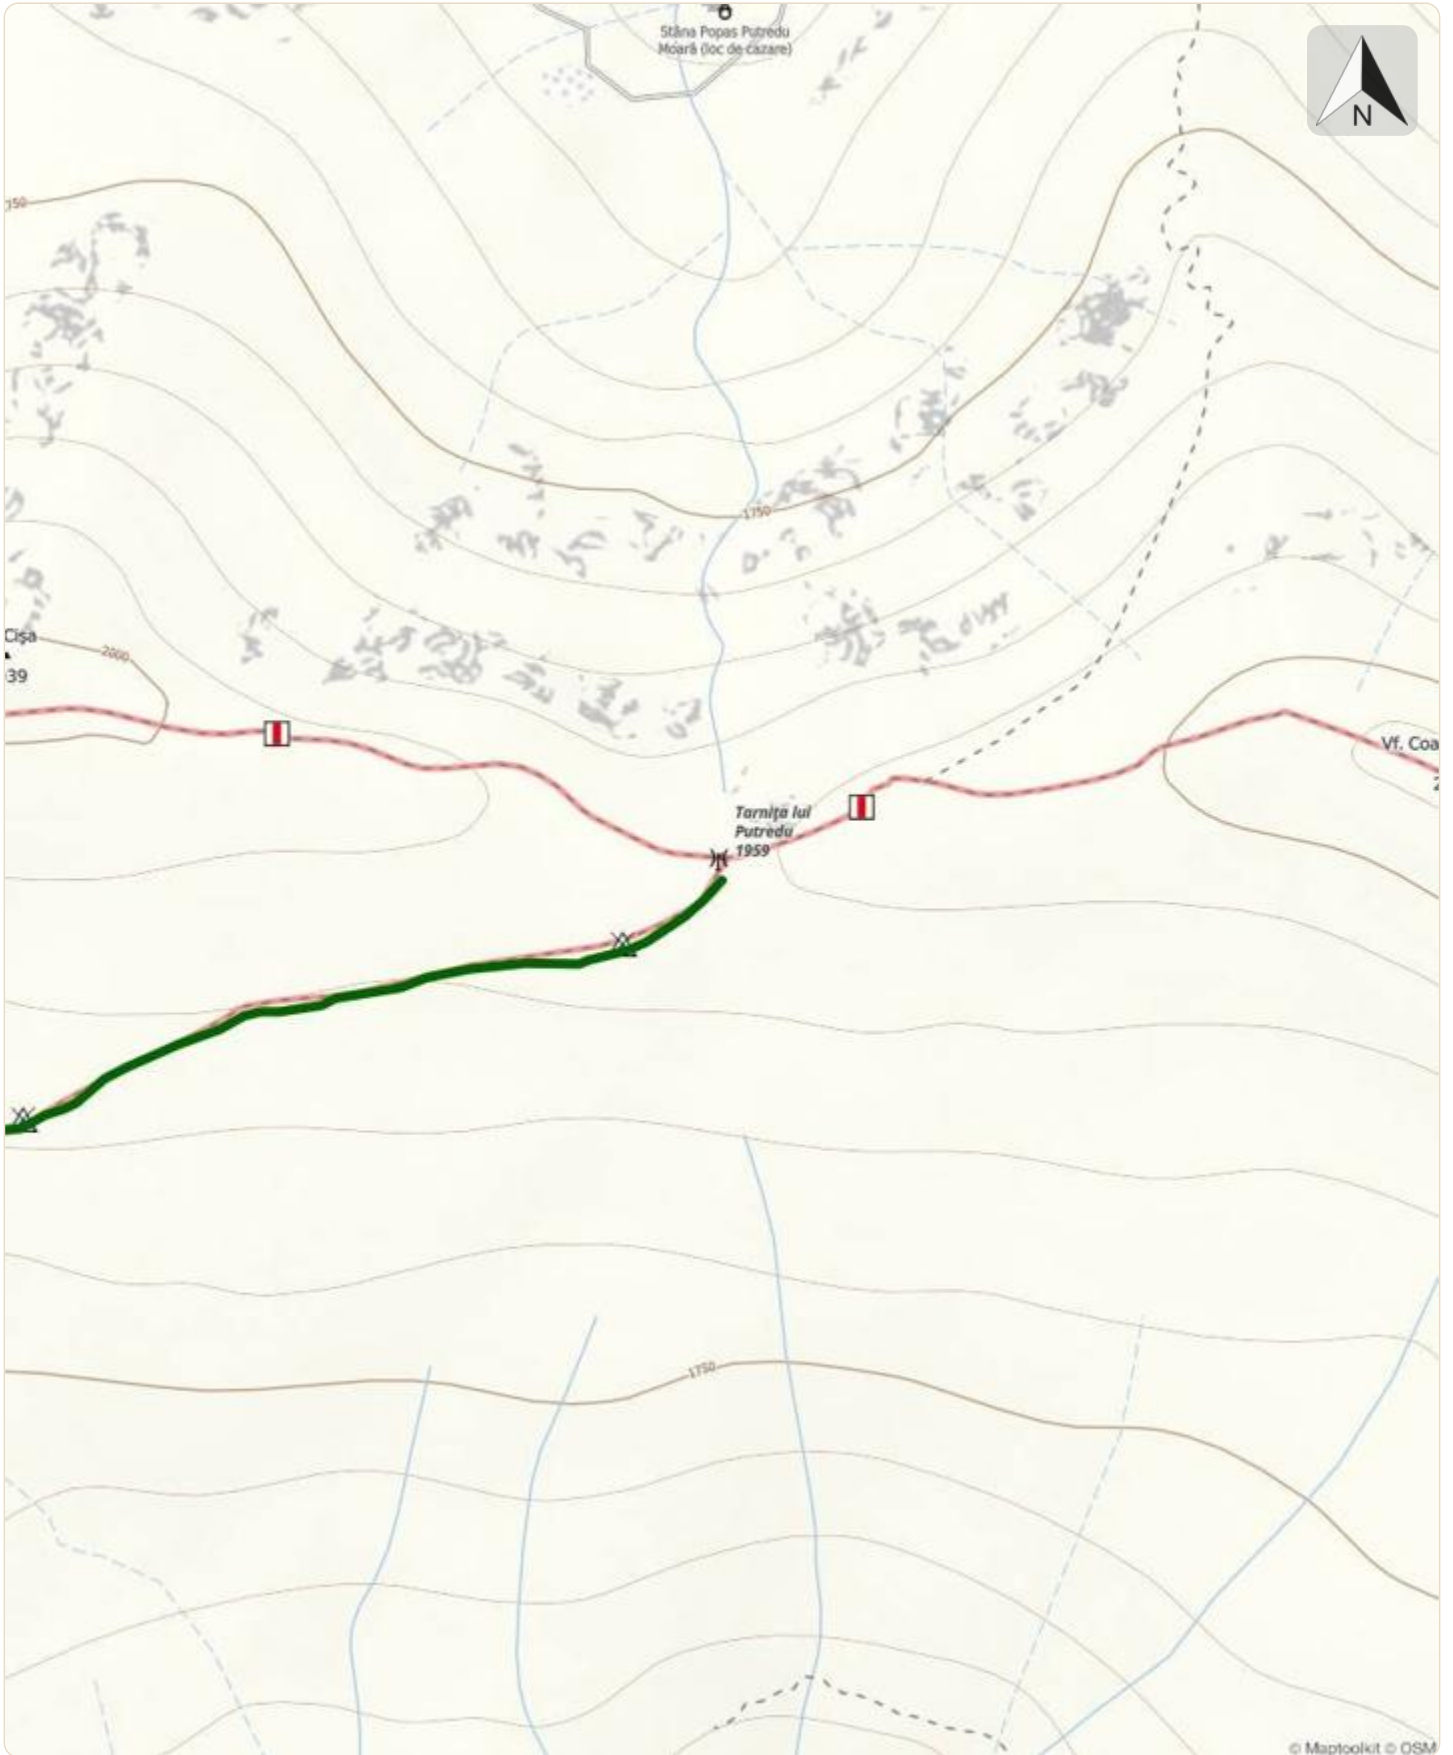 Stâna Popas Putredu
Moară (loc de cazare)
N
1750
Cișa
2000
39
Vf. Coa
Tarnița lui
Putredu
1959
1750
© Maptoolkit © OSM